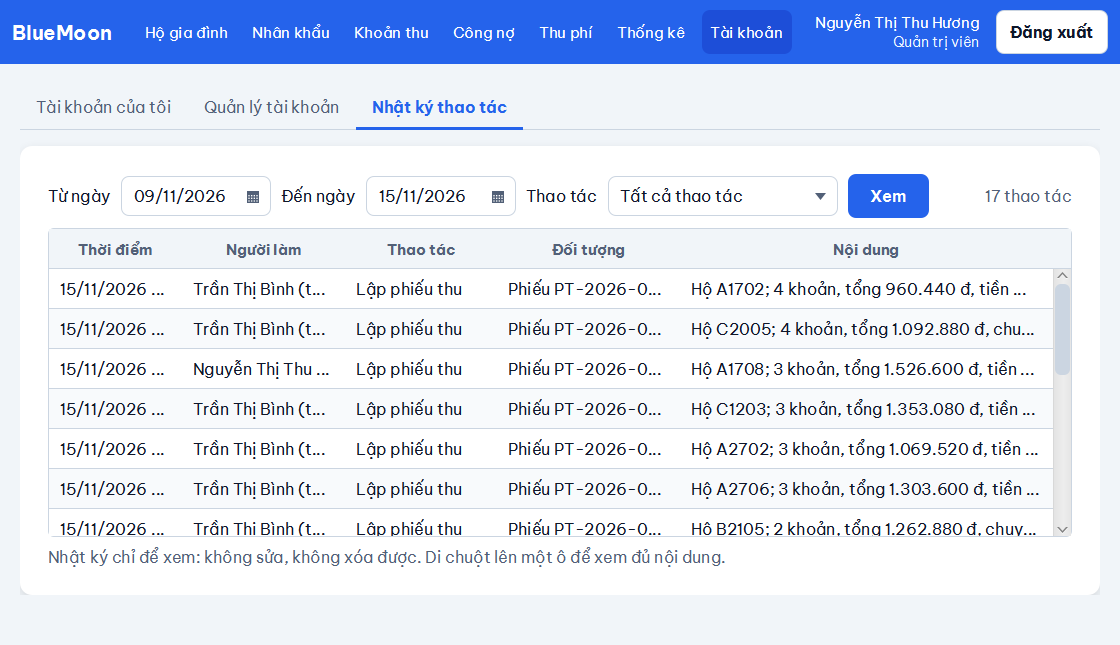 BlueMoon Hộ gia đình Nhân khẩu Khoản thu Công nợ Thu phí Thống kê Tài khoản Nguyễn Thị Thu Hương
Quản trị viên
Đăng xuất
Tài khoản của tôi Quản lý tài khoản Nhật ký thao tác
Từ ngày 09/11/2026 Đến ngày 15/11/2026 Thao tác Tất cả thao tác Xem 17 thao tác
Thời điểm Người làm Thao tác Đối tượng Nội dung
15/11/2026 ... Trần Thị Bình (t... Lập phiếu thu Phiếu PT-2026-0... Hộ A1702; 4 khoản, tổng 960.440 đ, tiền ...
15/11/2026 ... Trần Thị Bình (t... Lập phiếu thu Phiếu PT-2026-0... Hộ C2005; 4 khoản, tổng 1.092.880 đ, chu...
15/11/2026 ... Nguyễn Thị Thu ... Lập phiếu thu Phiếu PT-2026-0... Hộ A1708; 3 khoản, tổng 1.526.600 đ, tiền ...
15/11/2026 ... Trần Thị Bình (t... Lập phiếu thu Phiếu PT-2026-0... Hộ C1203; 3 khoản, tổng 1.353.080 đ, tiền ...
15/11/2026 ... Trần Thị Bình (t... Lập phiếu thu Phiếu PT-2026-0... Hộ A2702; 3 khoản, tổng 1.069.520 đ, tiền ...
15/11/2026 ... Trần Thị Bình (t... Lập phiếu thu Phiếu PT-2026-0... Hộ A2706; 3 khoản, tổng 1.303.600 đ, tiền ...
15/11/2026 ... Trần Thị Bình (t... Lập phiếu thu Phiếu PT-2026-0... Hộ B2105; 2 khoản, tổng 1.262.880 đ, chuy...
Nhật ký chỉ để xem: không sửa, không xóa được. Di chuột lên một ô để xem đủ nội dung.